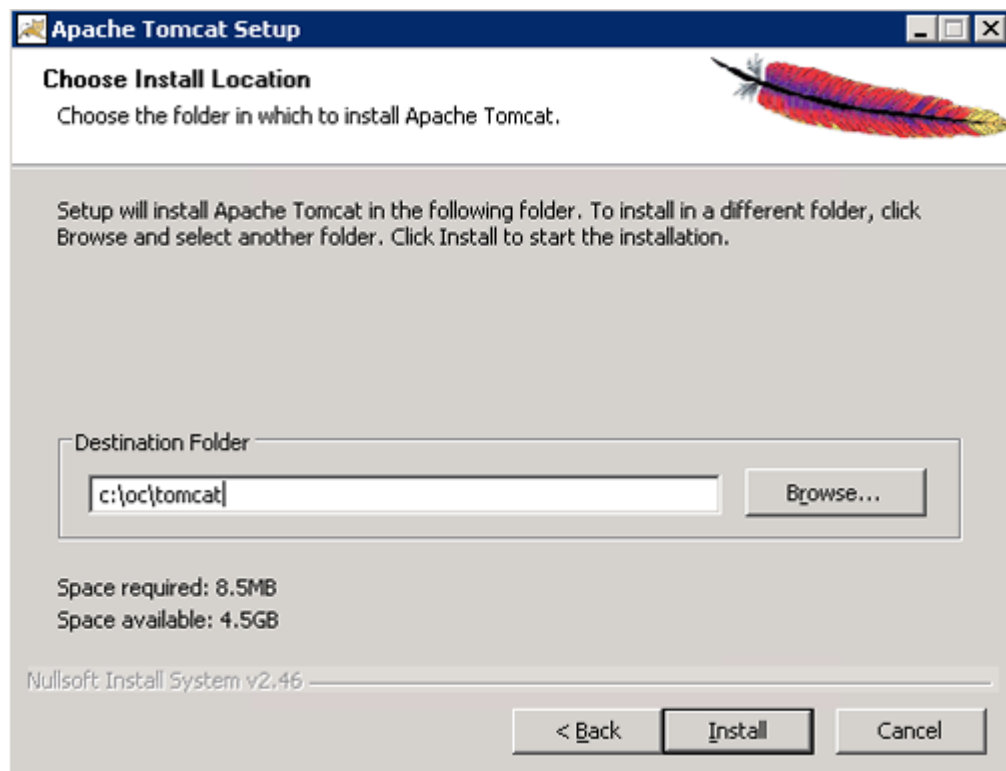 Apache Tomcat Setup
Choose Install Location
Choose the folder in which to install Apache Tomcat.
Setup will install Apache Tomcat in the following folder. To install in a different folder, click
Browse and select another folder. Click Install to start the installation.
Destination Folder
c:\oc\tomcat
Browse...
Space required: 8.5MB
Space available: 4.5GB
Nullsoft Install System v2.46
< Back Install Cancel